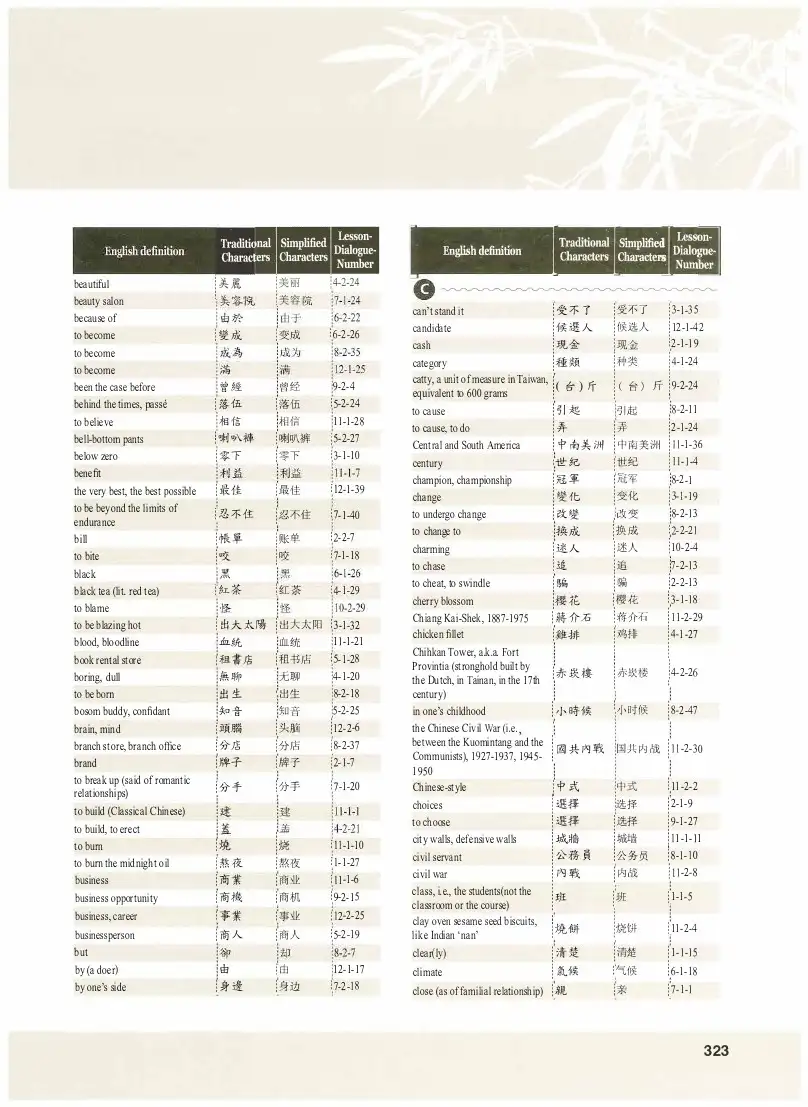 English definition Traditional Characters Simplified Characters Lesson-Dialogue-Number
beautiful 美麗 美丽 4-2-24
beauty salon 美容院 美容院 7-1-24
because of 由於 由于 6-2-22
to become 變成 变成 6-2-26
to become 成為 成为 8-2-35
to become 滿 满 12-1-25
been the case before 曾經 曾经 9-2-4
behind the times, passé 落伍 落伍 5-2-24
to believe 相信 相信 11-1-28
bell-bottom pants 喇叭褲 喇叭裤 5-2-27
below zero 零下 零下 3-1-10
benefit 利益 利益 11-1-7
the very best, the best possible 最佳 最佳 12-1-39
to be beyond the limits of
endurance 忍不住 忍不住 7-1-40
bill 帳單 账单 2-2-7
to bite 咬 咬 7-1-18
black 黑 黑 6-1-26
black tea (lit. red tea) 紅茶 红茶 4-1-29
to blame 怪 怪 10-2-29
to be blazing hot 出大太陽 出大太阳 3-1-32
blood, bloodline 血統 血统 11-1-21
book rental store 租書店 租书店 5-1-28
boring, dull 無聊 无聊 4-1-20
to be born 出生 出生 8-2-18
bosom buddy, confidant 知音 知音 5-2-25
brain, mind 頭腦 头脑 12-2-6
branch store, branch office 分店 分店 8-2-37
brand 牌子 牌子 2-1-7
to break up (said of romantic
relationships) 分手 分手 7-1-20
to build (Classical Chinese) 建 建 11-1-1
to build, to erect 蓋 盖 4-2-21
to burn 燒 烧 11-1-10
to burn the midnight oil 熬夜 熬夜 1-1-27
business 商業 商业 11-1-6
business opportunity 商機 商机 9-2-15
business, career 事業 事业 12-2-25
businessperson 商人 商人 5-2-19
but 卻 却 8-2-7
by (a doer) 由 由 12-1-17
by one's side 身邊 身边 7-2-18
English definition Traditional Characters Simplified Characters Lesson-Dialogue-Number
C
can't stand it 受不了 受不了 3-1-35
candidate 候選人 候选人 12-1-42
cash 現金 现金 2-1-19
category 種類 种类 4-1-24
catty, a unit of measure in Taiwan,
equivalent to 600 grams (台)斤 (台)斤 9-2-24
to cause 引起 引起 8-2-11
to cause, to do 弄 弄 2-1-24
Central and South America 中南美洲 中南美洲 11-1-36
century 世紀 世纪 11-1-4
champion, championship 冠軍 冠军 8-2-1
change 變化 变化 3-1-19
to undergo change 改變 改变 8-2-13
to change to 換成 换成 2-2-21
charming 迷人 迷人 10-2-4
to chase 追 追 7-2-13
to cheat, to swindle 騙 骗 2-2-13
cherry blossom 櫻花 樱花 3-1-18
Chiang Kai-Shek, 1887-1975 蔣介石 蒋介石 11-2-29
chicken fillet 雞排 鸡排 4-1-27
Chihkan Tower, a.k.a. Fort
Provintia (stronghold built by
the Dutch, in Tainan, in the 17th
century) 赤崁樓 赤崁楼 4-2-26
in one's childhood 小時候 小时候 8-2-47
the Chinese Civil War (i.e.,
between the Kuomintang and the
Communists), 1927-1937, 1945-
1950 國共內戰 国共内战 11-2-30
Chinese-style 中式 中式 11-2-2
choices 選擇 选择 2-1-9
to choose 選擇 选择 9-1-27
city walls, defensive walls 城牆 城墙 11-1-11
civil servant 公務員 公务员 8-1-10
civil war 內戰 内战 11-2-8
class, i.e., the students(not the
classroom or the course) 班 班 1-1-5
clay oven sesame seed biscuits,
like Indian 'nan' 燒餅 烧饼 11-2-4
clear(ly) 清楚 清楚 1-1-15
climate 氣候 气候 6-1-18
close (as of familial relationship) 親 亲 7-1-1
323